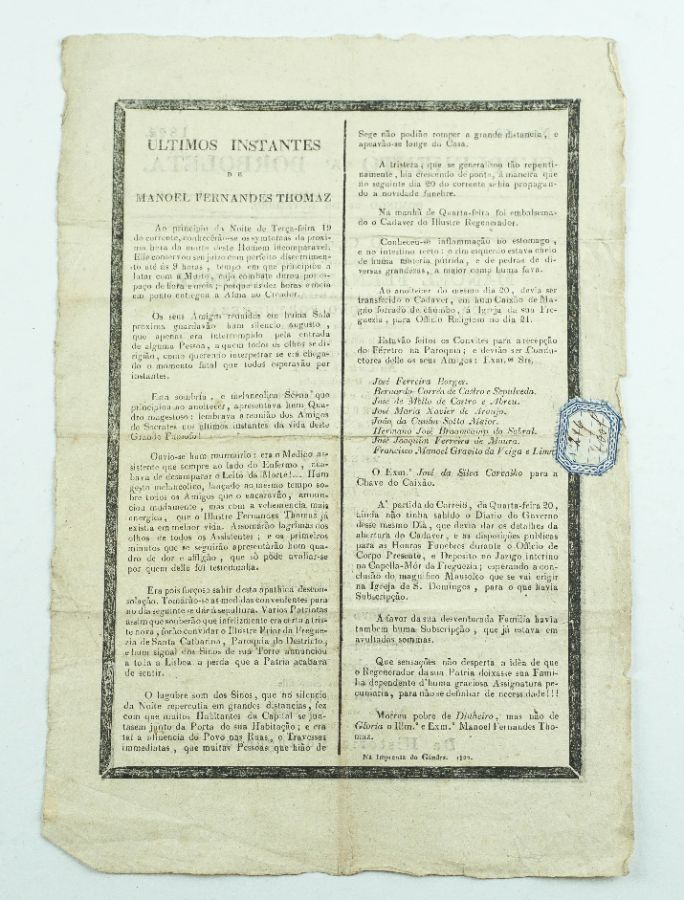 ULTIMOS INSTANTES
DE
MANOEL FERNANDES THOMAZ
Ao principio da Noite de Terça-feira 19
do corrente, conhecêrão-se os symtomas da proxi-
ma hora da morte deste Homem incomparavel.
Elle conservou seu juizo com perfeito discernimen-
to até ás 9 horas, tempo em que principiou a
lutar com a Morte, cujo combate durou por es-
paço de hora e meia; porque ás dez horas e meia
em ponto entregou a Alma ao Creador.
Os seus Amigos reunidos em huma Sala
proxima guardavão hum silencio augusto,
que apenas era interrompido pela entrada
de alguma Pessoa, a quem todos os olhos se di-
rigião, como querendo interpetrar se era chega-
do o momento fatal que todos esperavão por
instantes.
Esta sombria, e melancolica Scena que
principiou ao anoitecer, apresentava hum Qua-
dro magestoso: lembrava a reunião dos Amigos
de Socrates nos ultimos instantes da vida deste
Grande
Ouvio-se hum murmurio: era o Medico as-
sistente que sempre ao lado do Enfermo, aca-
bava de desamparar o Leito da Morte!... Hum
gesto melancolico, lançado ao mesmo tempo so-
bre todos os Amigos que o encaravão, annun-
ciou mudamente, mas com a vehemencia mais
energica, que o Illustre Fernandes Thomaz já
existia em melhor vida. Assomárão lagrimas aos
olhos de todos os Assistentes; e os primeiros
minutos que se seguirão apresentárão hum qua-
dro de dor e aflição, que só póde avaliar-se
por quem delle foi testemunha.
Era pois forçoso sahir desta apathica descon-
solação. Tomárão-se as medidas convenientes para
no dia seguinte se dar á sepultura. Varios Patriotas
assim que souberão que infelizmente era certa a tris-
te nova, forão convidar o Illustre Prior da Fregue-
zia de Santa Catharina, Paroquia do Districto,
e hum signal dos Sinos de sua Torre annunciou
a toda a Lisboa a perda que a Patria acabava
de sentir.
O lugubre som dos Sinos, que no silencio
da Noite repercutia em grandes distancias, fez
com que muitos Habitantes da Capital se jun-
tassem junto da Porta do sua Habitação; e era
tal a afluencia do Povo nas Ruas, e Travessas
immediatas, que muitas Pessoas que hião de
Sege não podião romper a grande distancia, e
apeavão-se longe da Casa.
A tristeza, que se generalisou tão repenti-
namente, hia crescendo de ponto, á maneira que
no seguinte dia 20 do corrente se hia propagan-
do a novidade funebre.
Na manhã de Quarta-feira foi embalsama-
do o Cadaver do Illustre Regenerador.
Conheceu-se inflammação no estomago,
e no intestino recto: o rim esquerdo estava cheio
de huma materia pútrida, e de pedras de di-
versas grandezas, a maior como huma fava.
Ao anoitecer do mesmo dia 20, devia ser
transferido o Cadaver, em hum Caixão de Ma-
gno forrado de chumbo, á Igreja da sua Fre-
guezia, para Officio Religioso no dia 21.
Estavão feitos os Convites para a recepção
do Féretro na Paroquia; e devião ser Condu-
ctores delle os seus Amigos: Exm.os Srs.
José Ferreira Borges.
Bernardo Corrêa de Castro e Sepulveda.
José de Mello de Castro e Abreu.
José Maria Xavier de Araujo.
João da Cunha Sotto Maior.
Hermano José Braancamp do Sobral.
José Joaquim Ferreira de Moura.
Francisco Manoel Gravito da Veiga e Lima.
O Exm.º José da Silva Carvalho para a
Chave do Caixão.
A' partida do Correio, da Quarta-feira 20,
ainda não tinha sahido o Diario do Governo
desse mesmo Dia, que devia dar os detalhes da
abertura do Cadaver, e as disposições publicas
para as Honras Funebres durante o Officio de
Corpo Presente, e Deposito no Jazigo interino
na Capella-Mór da Freguezia; esperando a con-
clusão do magnifico Mausoléo que se vai erigir
na Igreja de S. Domingos, para o que havia
Subscripção.
A favor da sua desventurada Familia havia
tambem huma Subscripção, que já estava em
avultadas sommas.
Que sensações não desperta a idêa de que
o Regenerador da sua Patria deixasse sua Fami-
lia dependente d'huma graciosa Assignatura pe-
cuniaria, para não se definhar de necessidade!!!
Morreu pobre de Dinheiro, mas não de
Gloria o Illm.º e Exm.º Manoel Fernandes Tho-
maz.
Na Imprensa do Gandra. 1822.